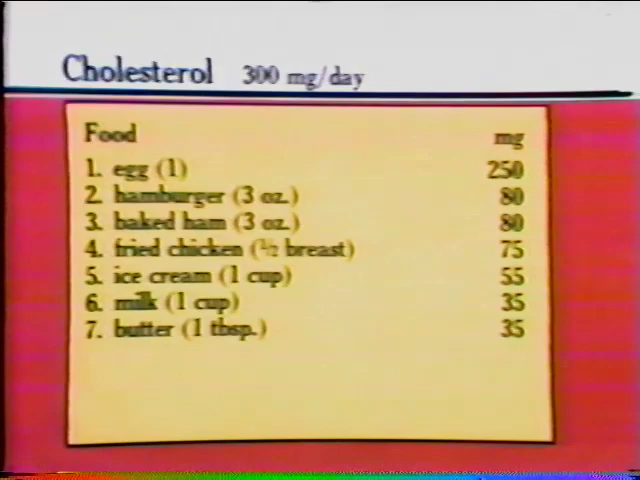 Cholesterol 300 mg/day
Food mg
1. egg (1) 250
2. hamburger (3 oz.) 80
3. baked ham (3 oz.) 80
4. fried chicken (½ breast) 75
5. ice cream (1 cup) 55
6. milk (1 cup) 35
7. butter (1 tbsp.) 35